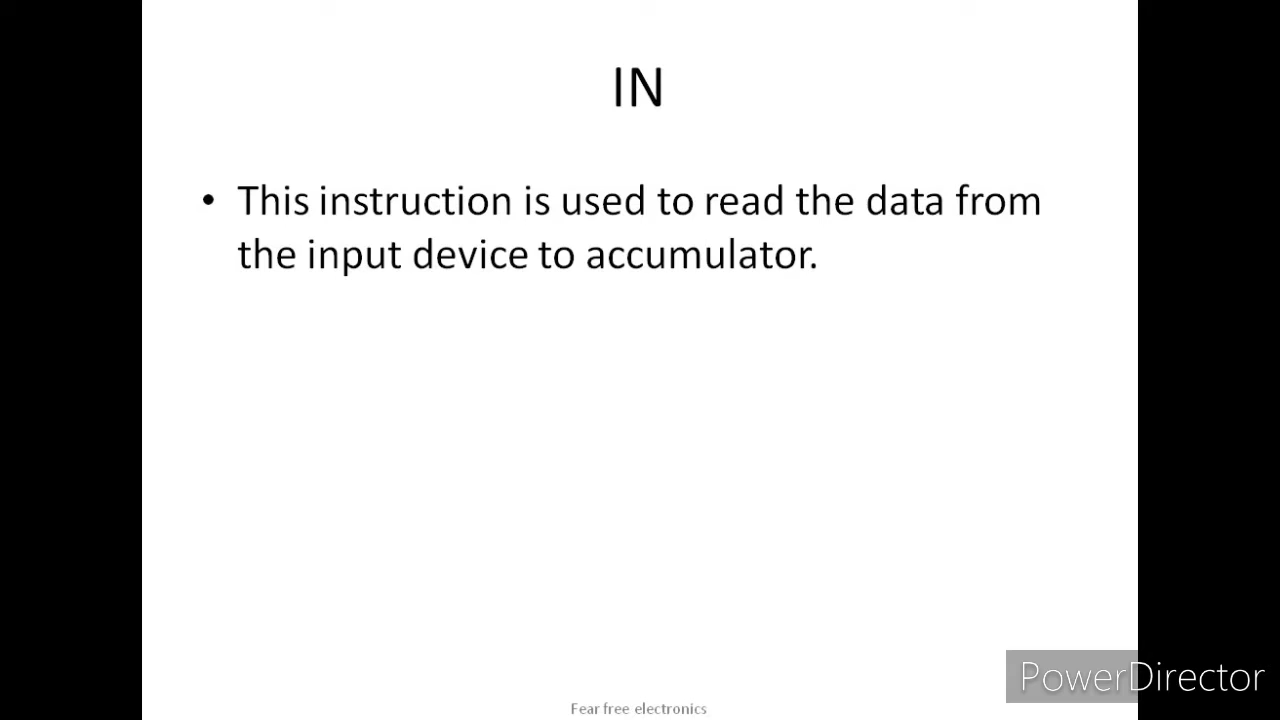 IN
• This instruction is used to read the data from
the input device to accumulator.
PowerDirector
Fear free electronics